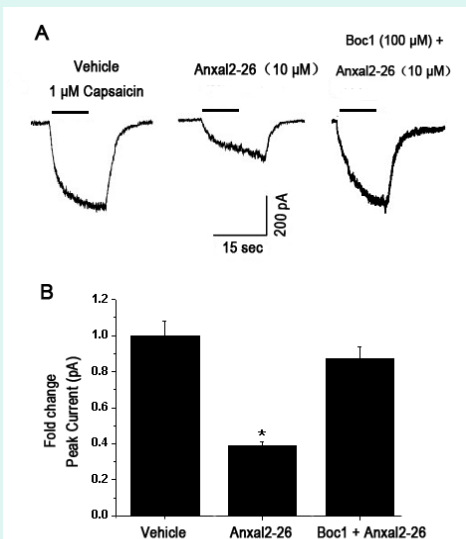 A
Vehicle
1 μM Capsaicin
Anxal2-26（10 μM）
Boc1 (100 μM) +
Anxal2-26（10 μM）
200 pA
15 sec
B
Fold change
Peak Current (pA)
1.2
1.0
0.8
0.6
0.4
0.2
0.0
*
Vehicle
Anxal2-26
Boc1 + Anxal2-26